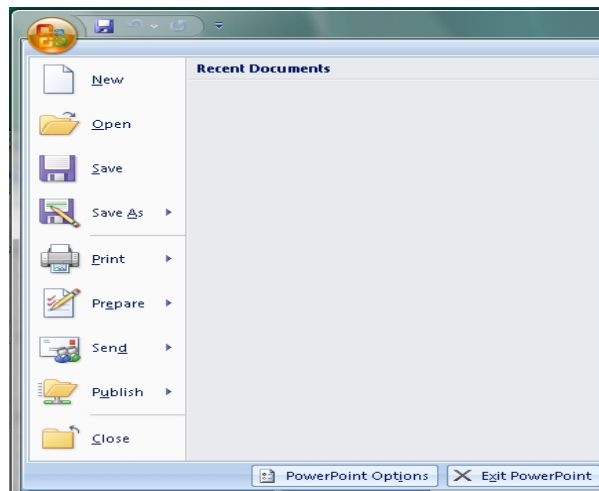 Recent Documents
New
Open
Save
Save As
Print
Prepare
Send
Publish
Close
PowerPoint Options
Exit PowerPoint